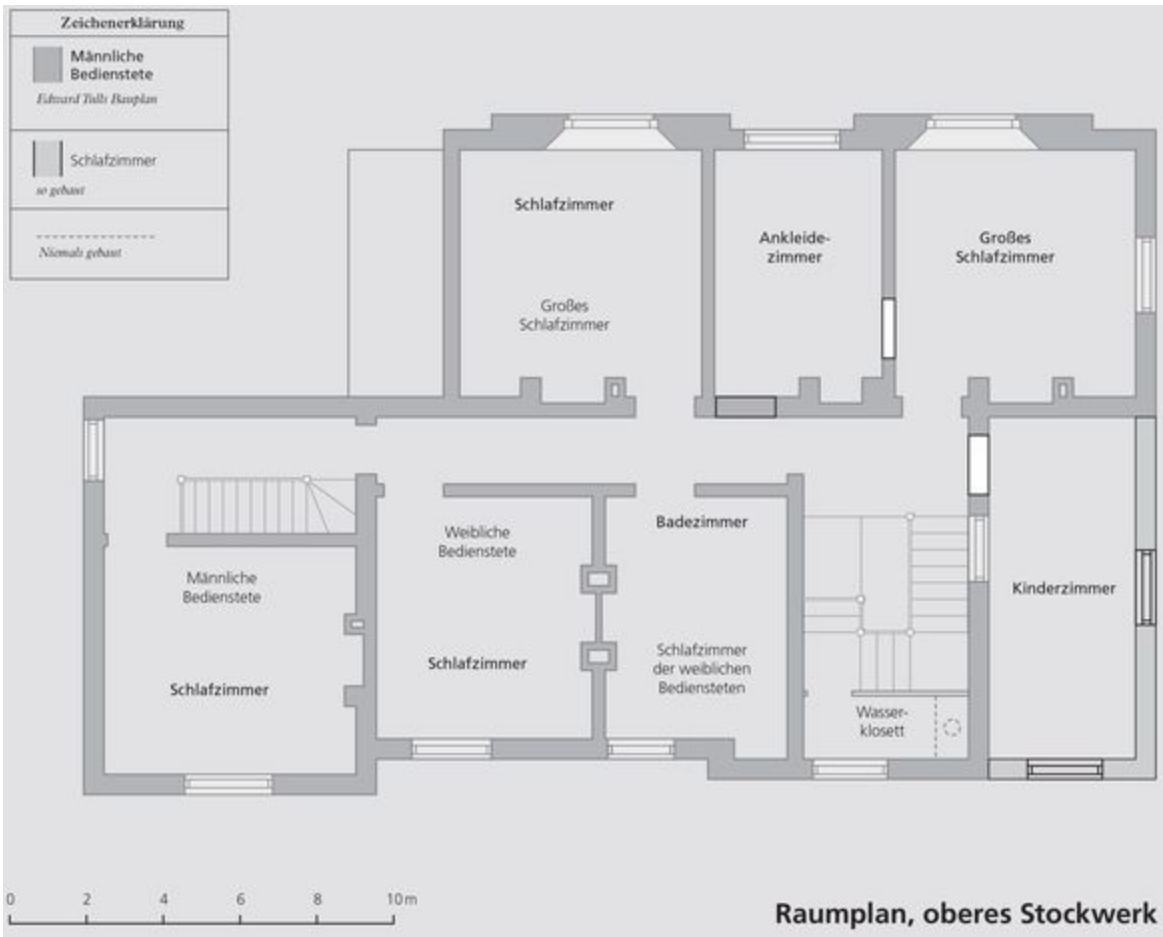 Zeichenerklärung
Männliche
Bedienstete
Edward Tulls Bauplan
Schlafzimmer
so gebaut
Niemals gebaut
Schlafzimmer
Großes
Schlafzimmer
Ankleide-
zimmer
Großes
Schlafzimmer
Männliche
Bedienstete
Schlafzimmer
Weibliche
Bedienstete
Schlafzimmer
Badezimmer
Schlafzimmer
der weiblichen
Bediensteten
Wasser-
klosett
Kinderzimmer
0 2 4 6 8 10 m
Raumplan, oberes Stockwerk